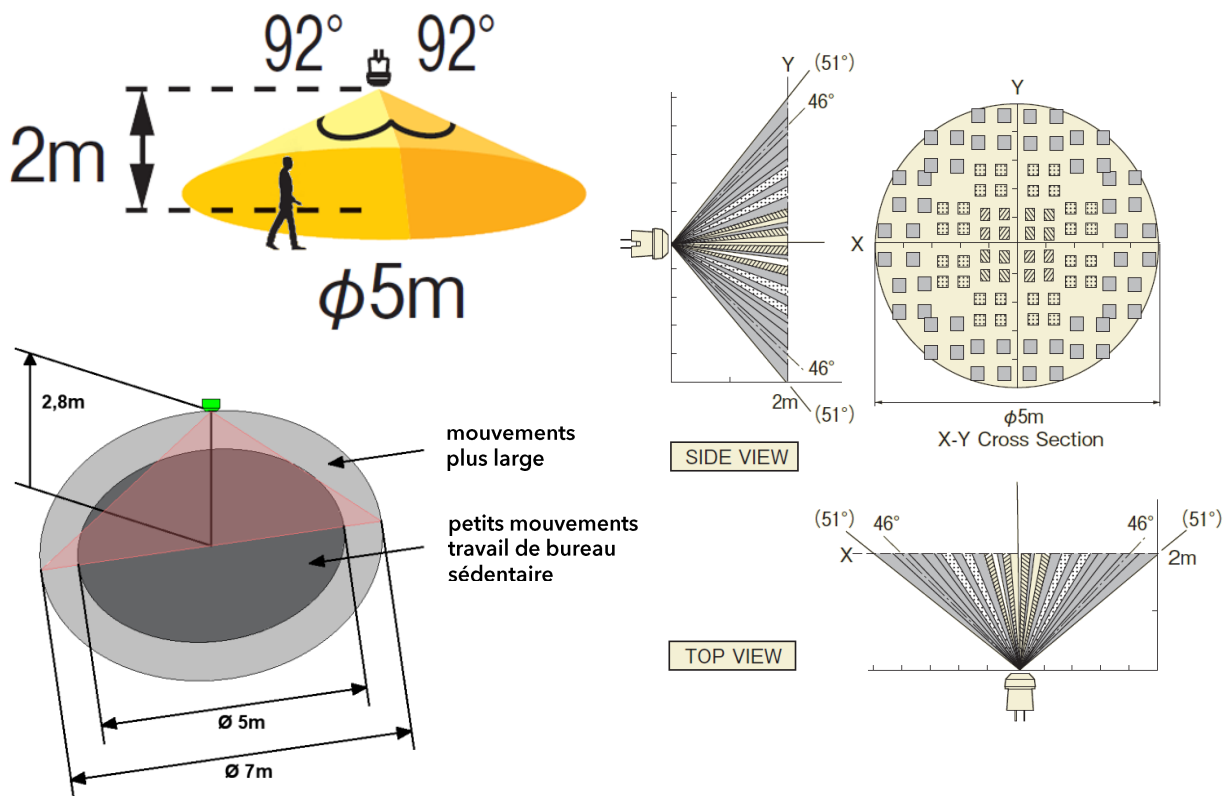 92° 92°
2m
ϕ5m
Y
(51°)
46°
46°
2m
(51°)
SIDE VIEW
Y
X
ϕ5m
X-Y Cross Section
2,8m
mouvements
plus large
petits mouvements
travail de bureau
sédentaire
Ø 5m
Ø 7m
(51°)
46°
46°
(51°)
X
2m
TOP VIEW